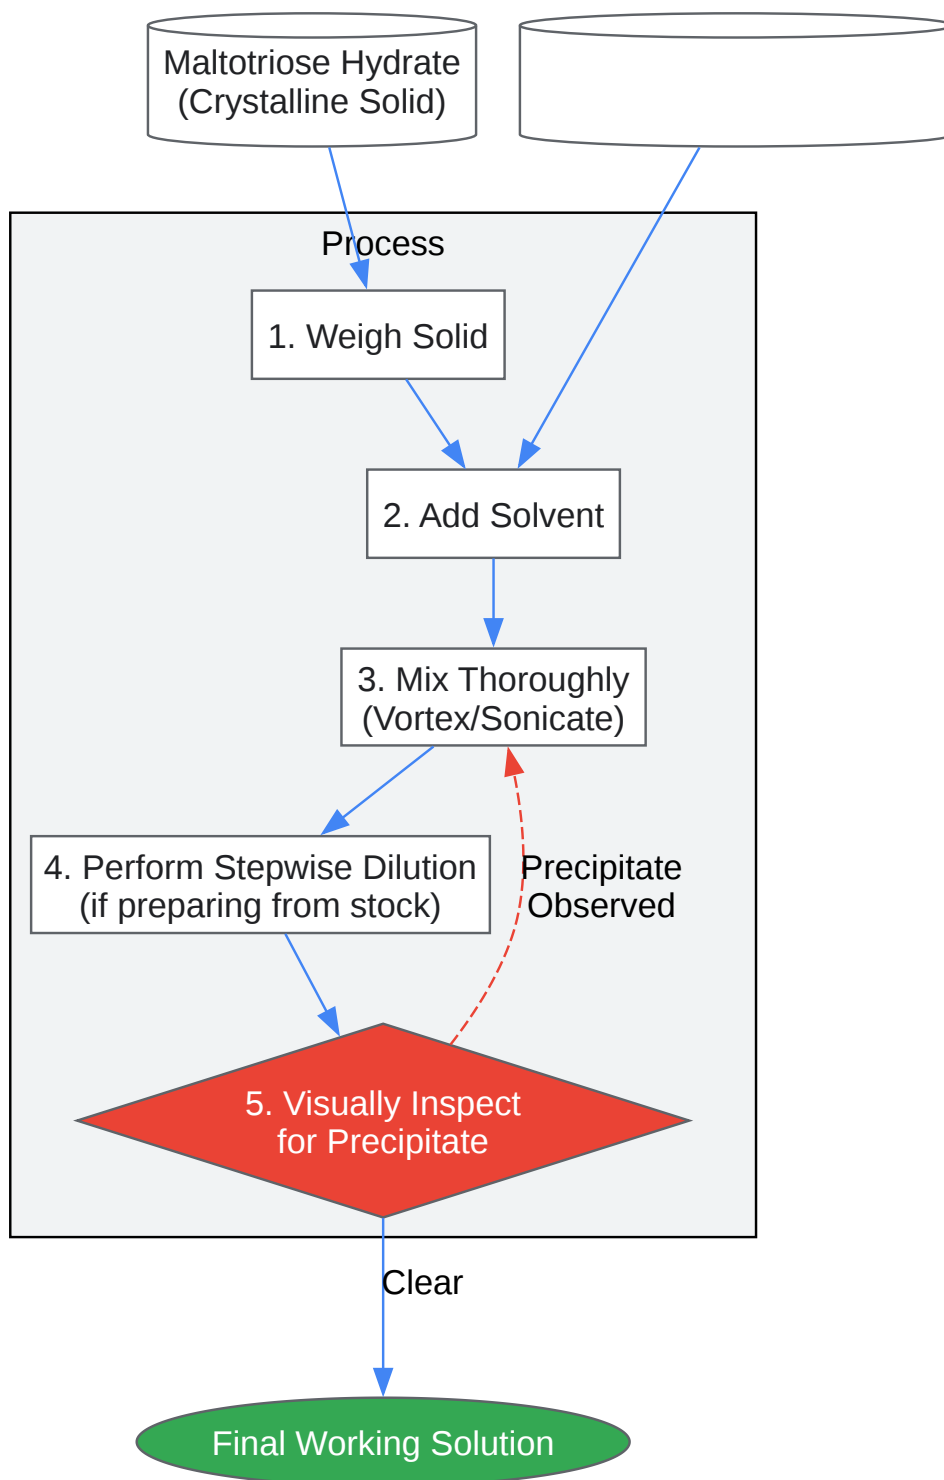 Maltotriose Hydrate
(Crystalline Solid)
Process
1. Weigh Solid
2. Add Solvent
3. Mix Thoroughly
(Vortex/Sonicate)
4. Perform Stepwise Dilution
(if preparing from stock)
Precipitate
Observed
5. Visually Inspect
for Precipitate
Clear
Final Working Solution